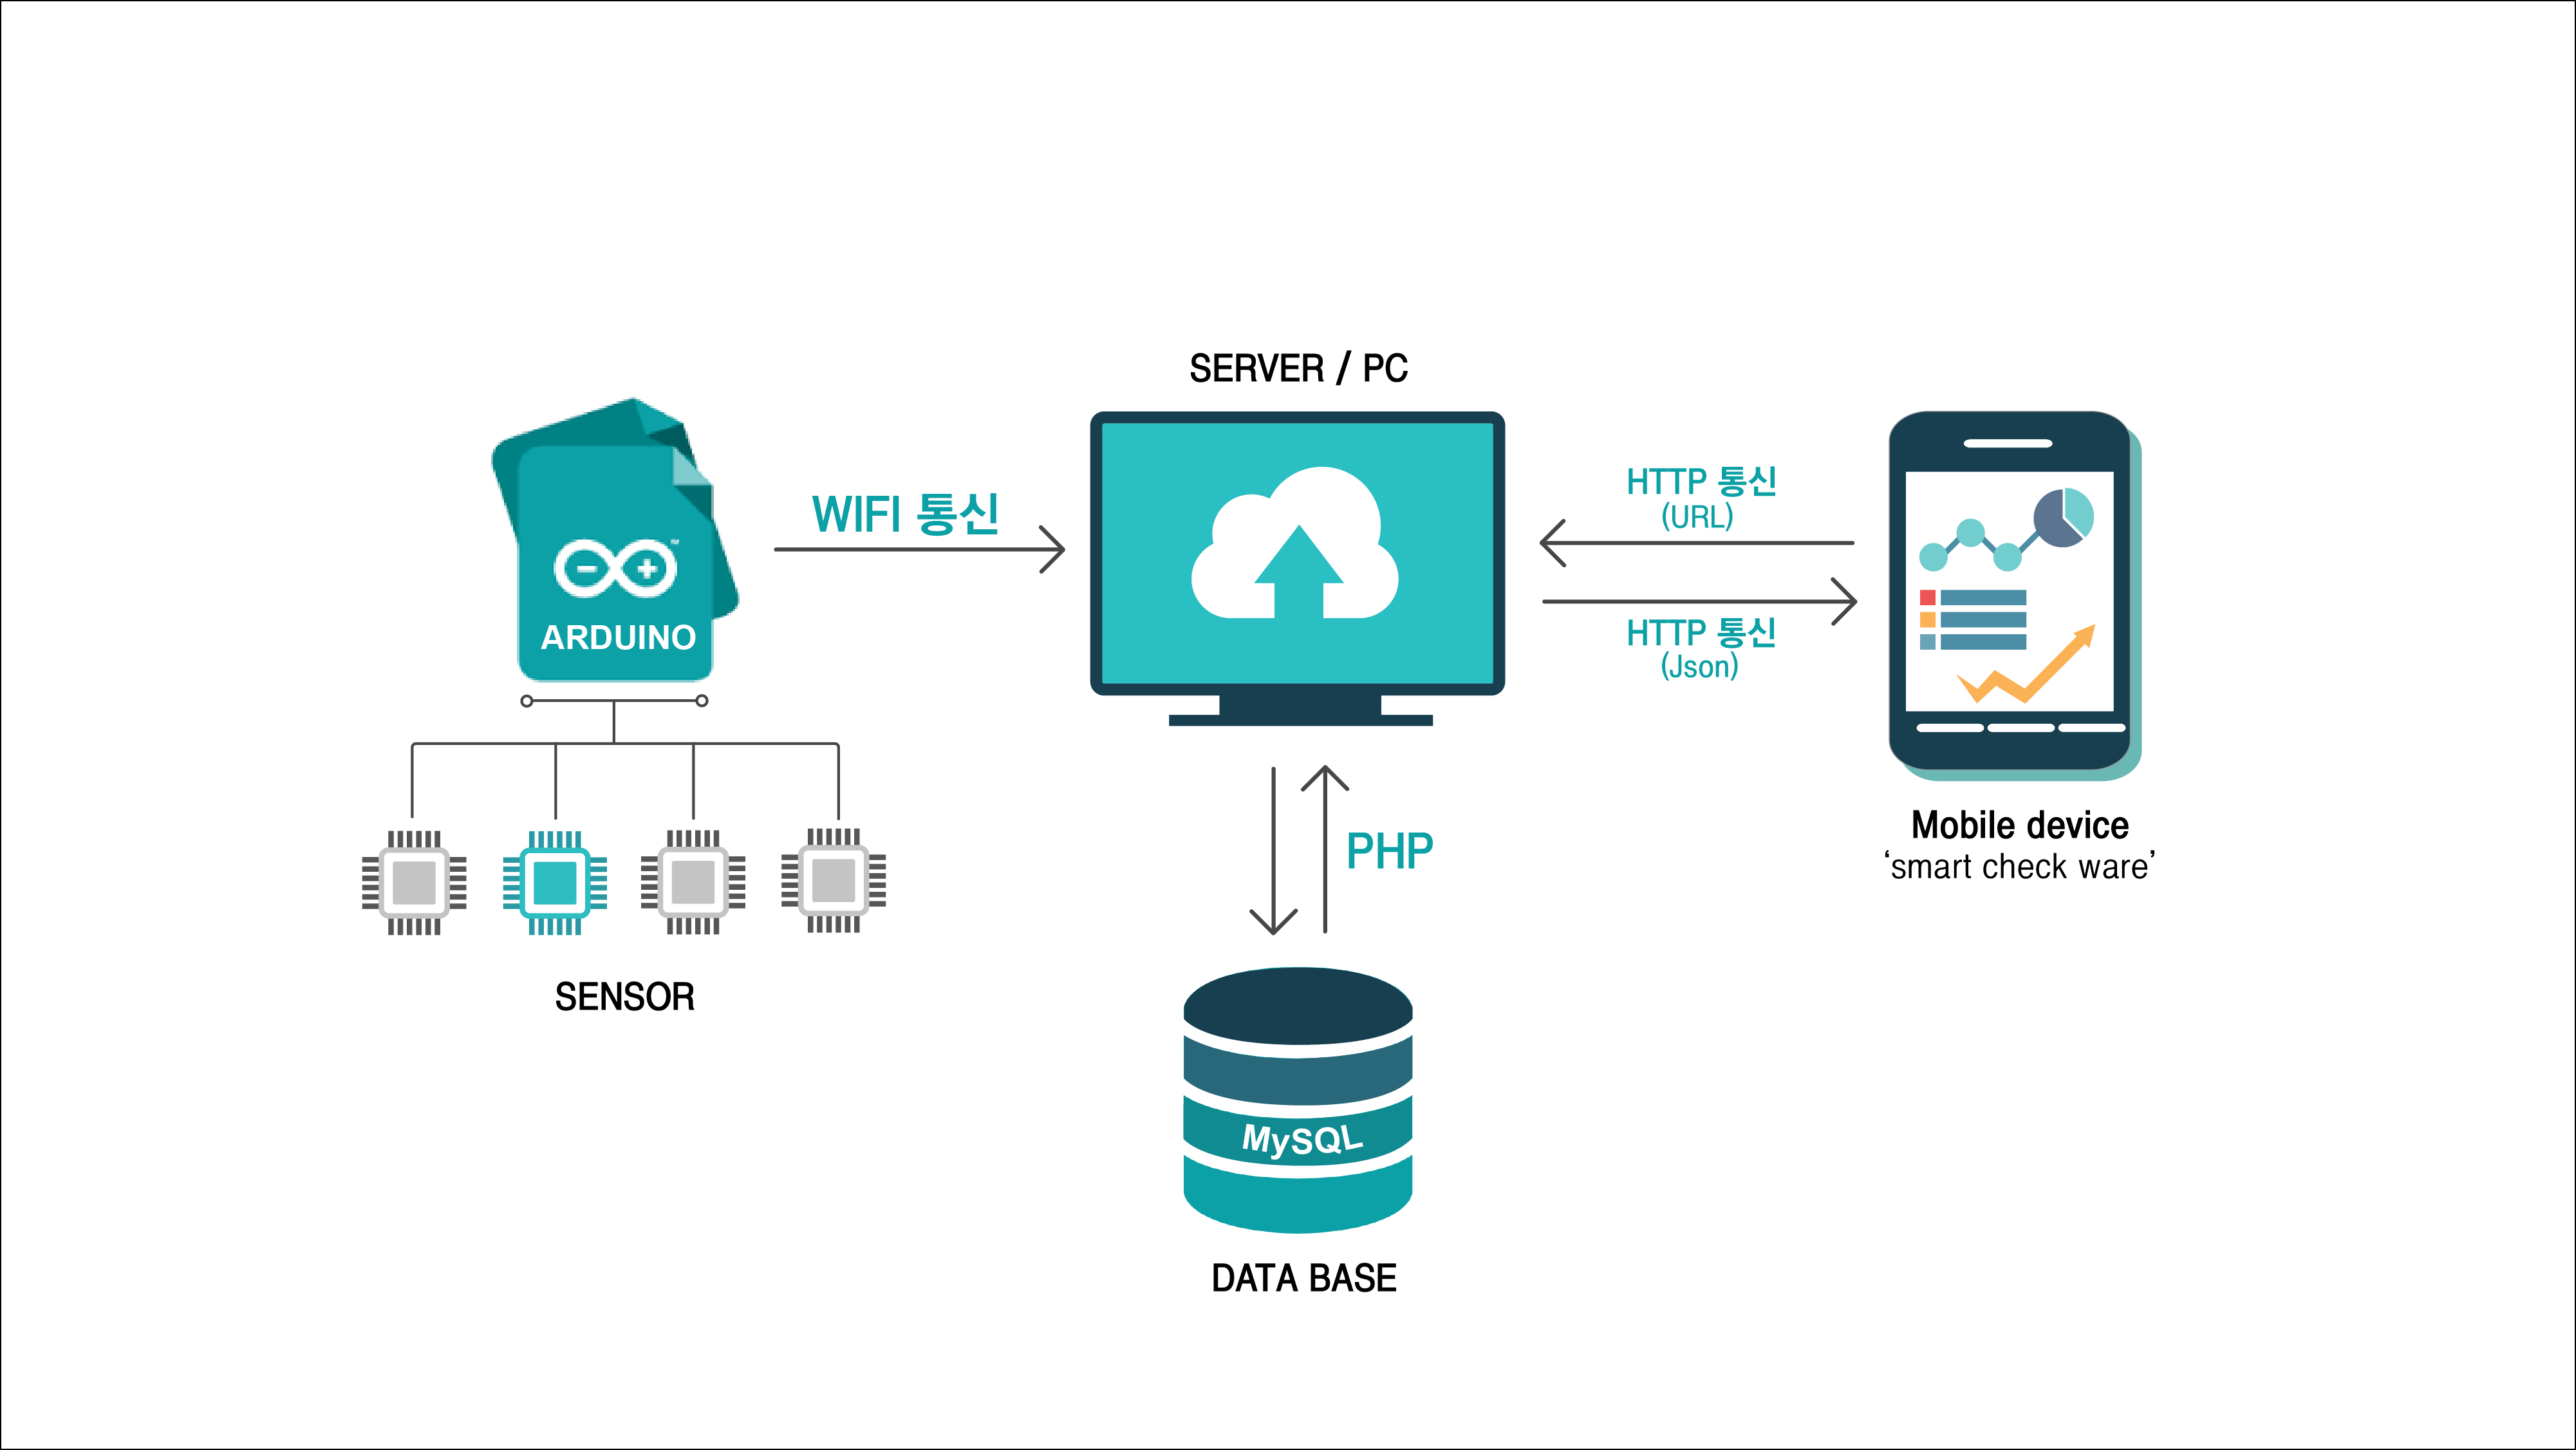 SERVER / PC
WIFI 통신
HTTP 통신
(URL)
HTTP 통신
(Json)
™
ARDUINO
Mobile device
‘smart check ware’
PHP
SENSOR
MySQL
DATA BASE